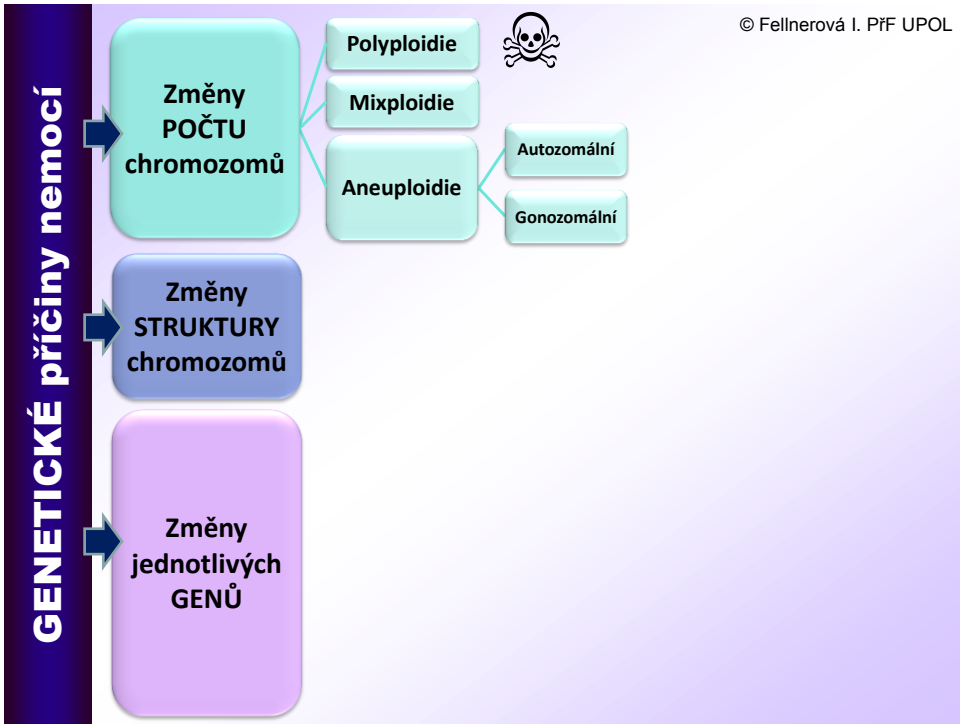 © Fellnerová I. PřF UPOL
GENETICKÉ příčiny nemocí
Změny
POČTU
chromozomů
Polyploidie
Mixploidie
Aneuploidie
Autozomální
Gonozomální
Změny
STRUKTURY
chromozomů
Změny
jednotlivých
GENŮ